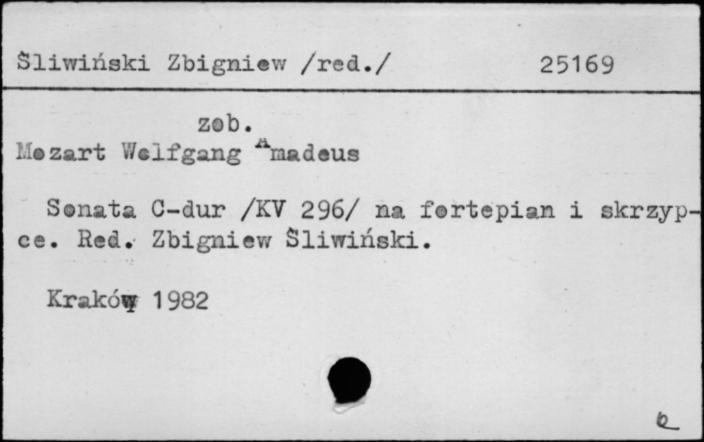 Śliwiński Zbigniew /red./ 25169
zob.
Mozart Wolfgang Amadeus
Sonata C-dur /KV 296/ na fortepian i skrzyp-
ce. Red. Zbigniew Śliwiński.
Kraków 1982